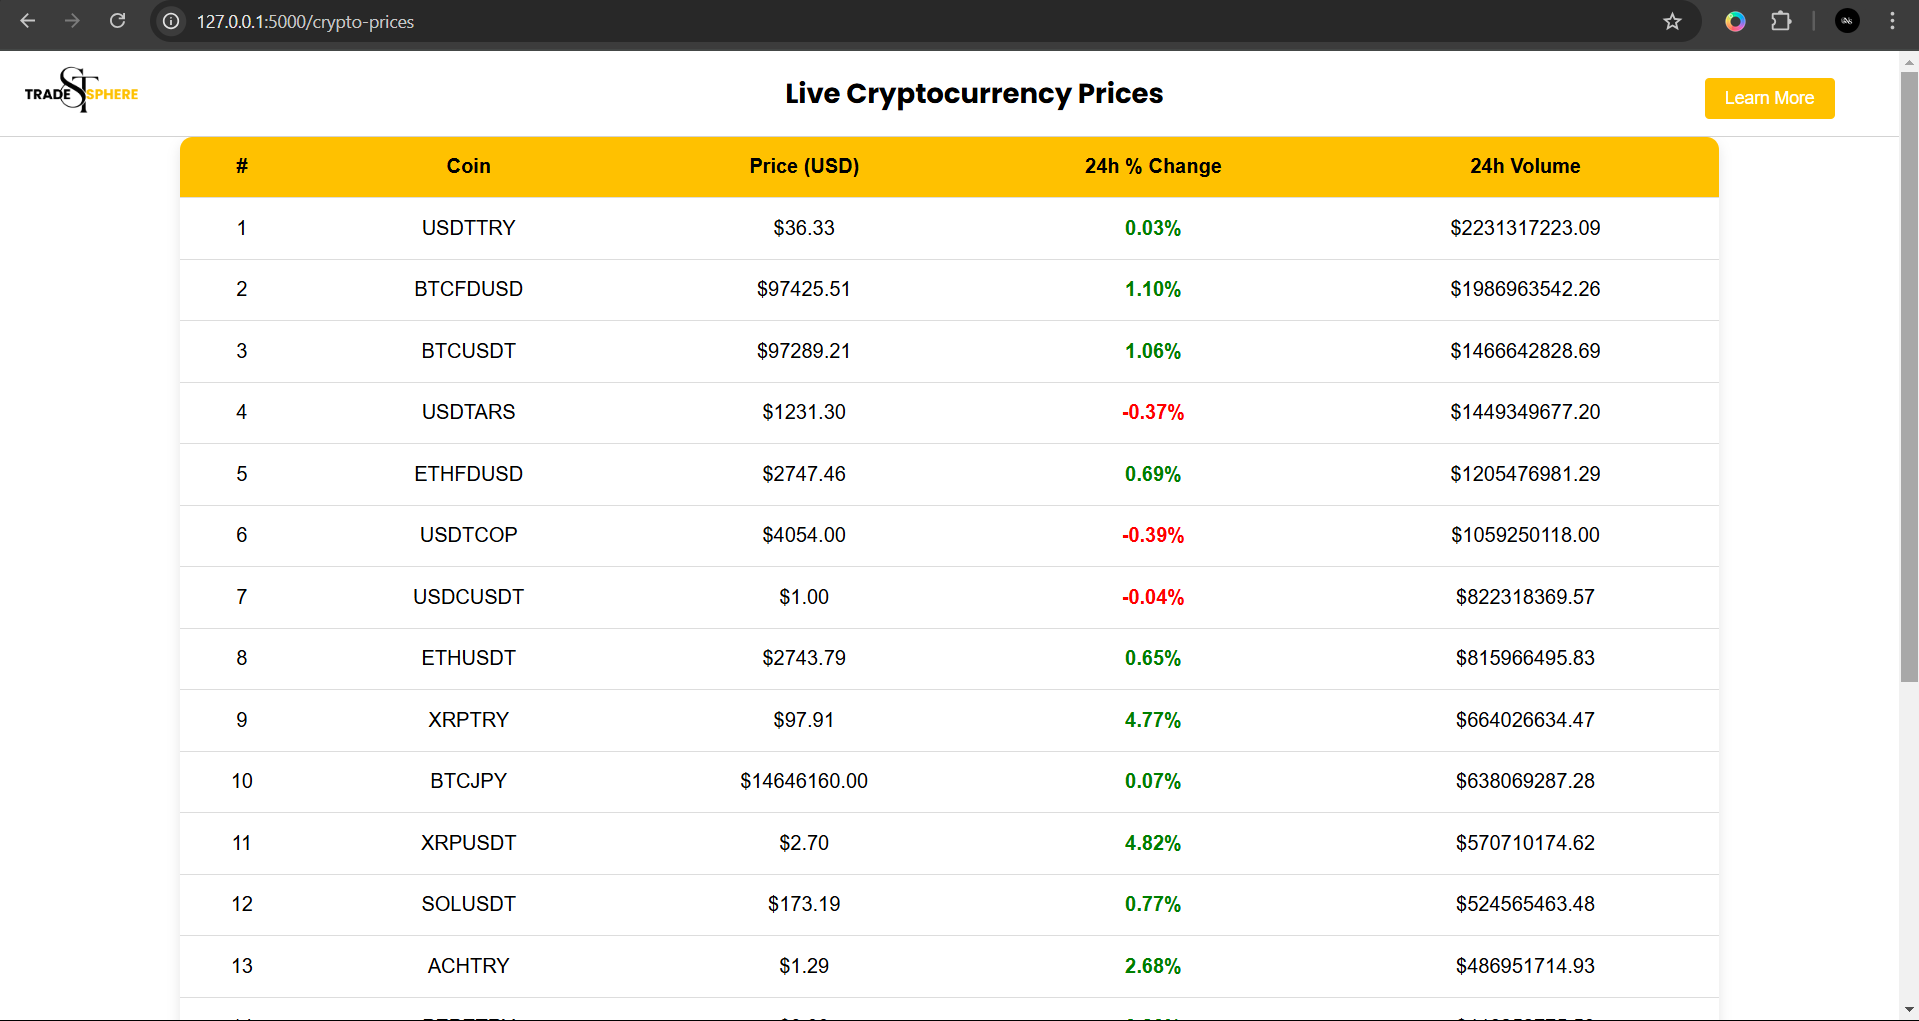 127.0.0.1:5000/crypto-prices
TRADE ST SPHERE
Live Cryptocurrency Prices
Learn More
# Coin Price (USD) 24h % Change 24h Volume
1 USDTTRY $36.33 0.03% $2231317223.09
2 BTCFDUSD $97425.51 1.10% $1986963542.26
3 BTCUSDT $97289.21 1.06% $1466642828.69
4 USDTARS $1231.30 -0.37% $1449349677.20
5 ETHFDUSD $2747.46 0.69% $1205476981.29
6 USDTCOP $4054.00 -0.39% $1059250118.00
7 USDCUSDT $1.00 -0.04% $822318369.57
8 ETHUSDT $2743.79 0.65% $815966495.83
9 XRPTRY $97.91 4.77% $664026634.47
10 BTCJPY $14646160.00 0.07% $638069287.28
11 XRPUSDT $2.70 4.82% $570710174.62
12 SOLUSDT $173.19 0.77% $524565463.48
13 ACHTRY $1.29 2.68% $486951714.93